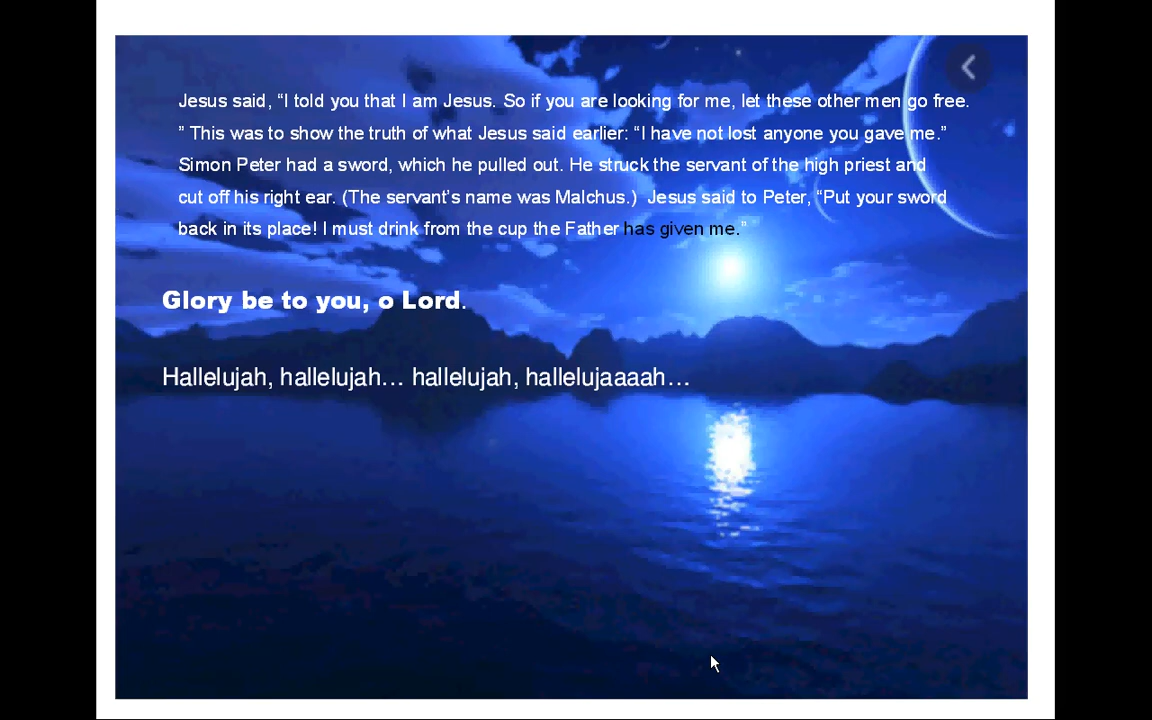 Jesus said, “I told you that I am Jesus. So if you are looking for me, let these other men go free.
” This was to show the truth of what Jesus said earlier: “I have not lost anyone you gave me.”
Simon Peter had a sword, which he pulled out. He struck the servant of the high priest and
cut off his right ear. (The servant’s name was Malchus.)  Jesus said to Peter, “Put your sword
back in its place! I must drink from the cup the Father has given me.”
Glory be to you, o Lord.
Hallelujah, hallelujah… hallelujah, hallelujaaaah…